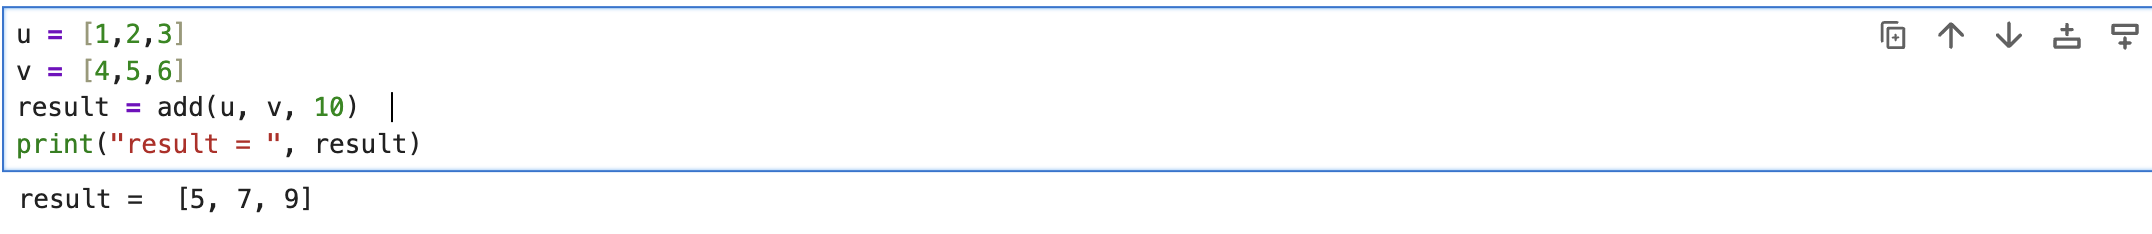 u = [1,2,3]
v = [4,5,6]
result = add(u, v, 10)
print("result = ", result)
result =  [5, 7, 9]